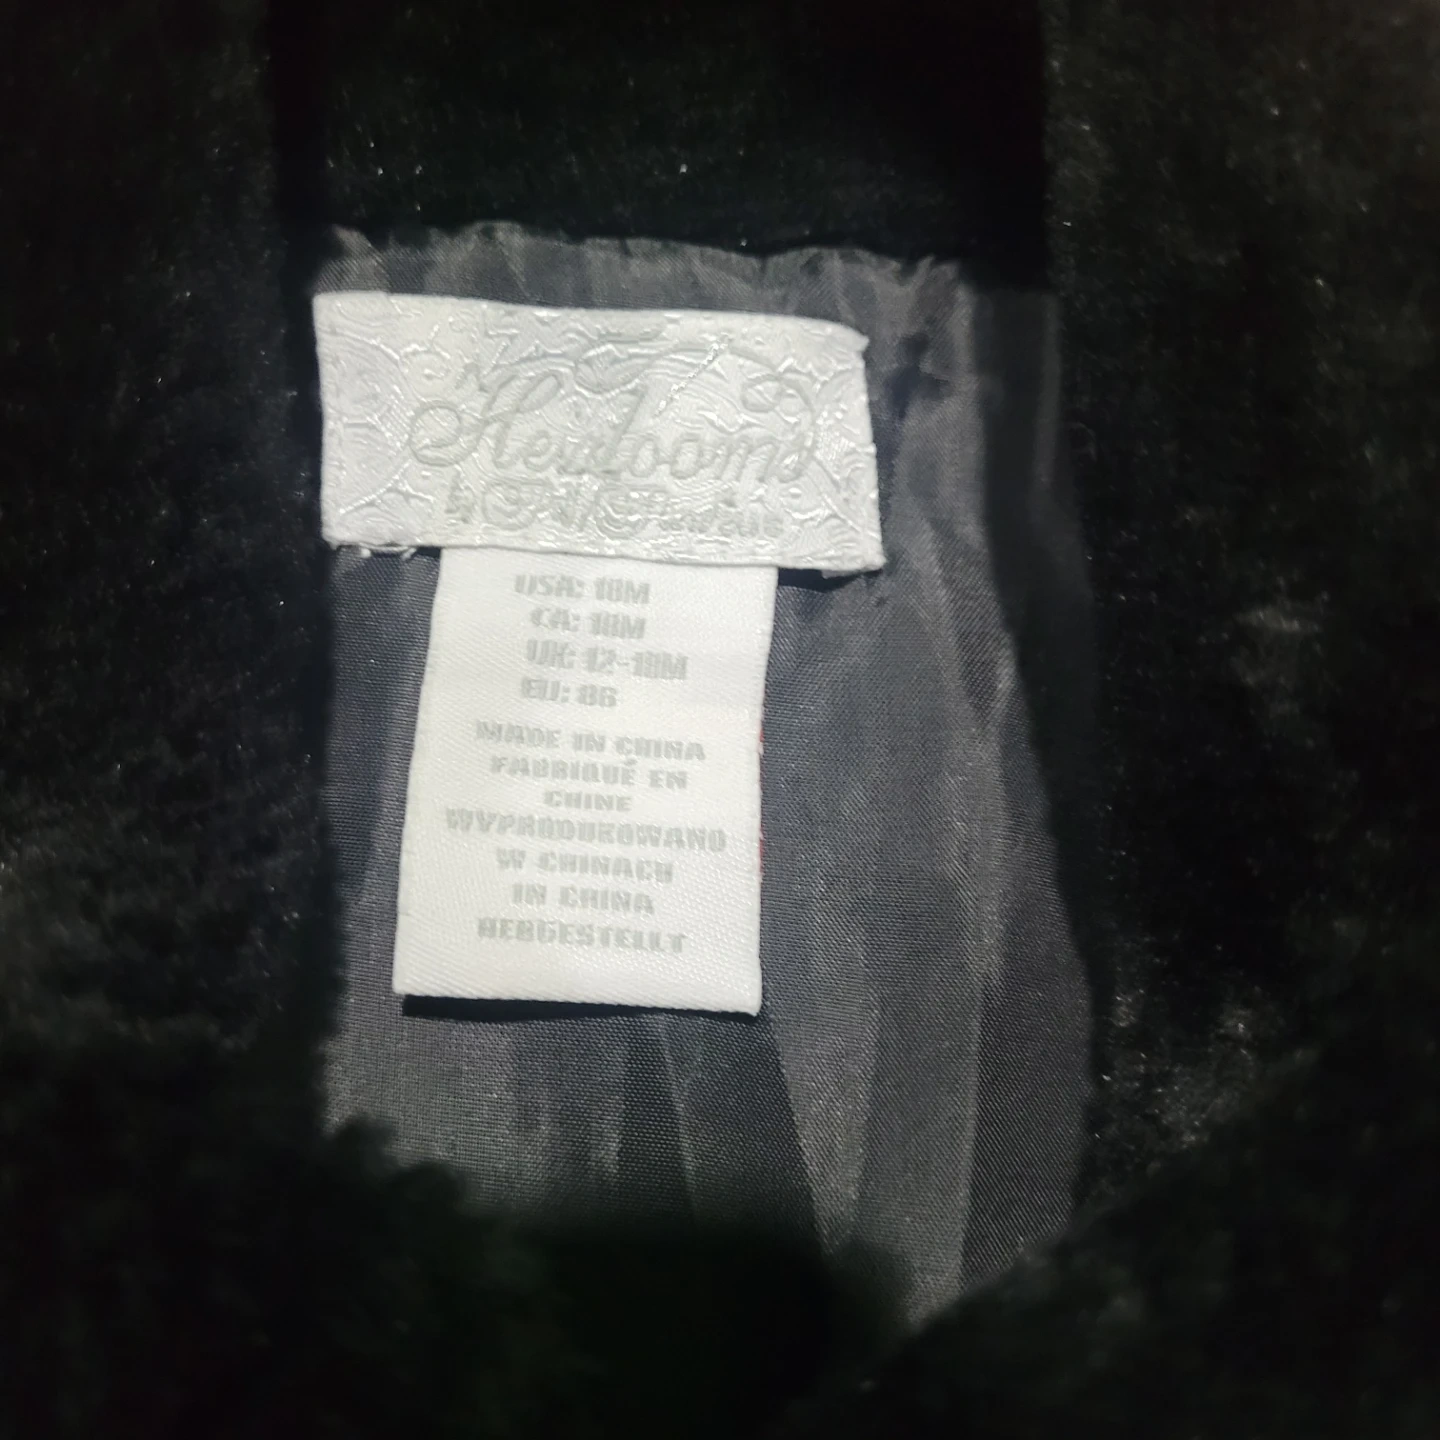 Heirlooms
USA: 18M
CA: 18M
UK: 12-18M
EU: 86
MADE IN CHINA
FABRIQUÉ EN
CHINE
WYPRODUKOWANO
W CHINACH
IN CHINA
HERGESTELLT